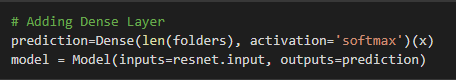 # Adding Dense Layer
prediction=Dense(len(folders), activation='softmax')(x)
model = Model(inputs=resnet.input, outputs=prediction)